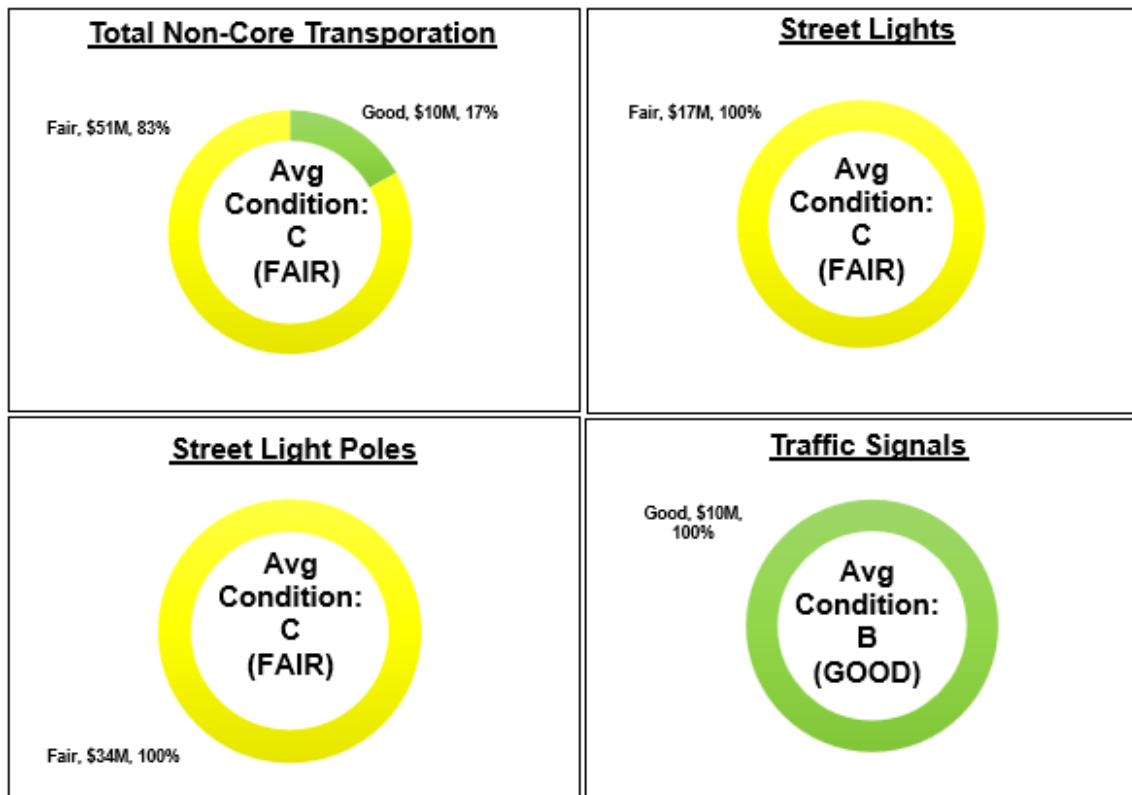 Total Non-Core Transporation
Fair, $51M, 83%
Good, $10M, 17%
Avg
Condition:
C
(FAIR)
Street Lights
Fair, $17M, 100%
Avg
Condition:
C
(FAIR)
Street Light Poles
Avg
Condition:
C
(FAIR)
Fair, $34M, 100%
Traffic Signals
Good, $10M,
100%
Avg
Condition:
B
(GOOD)